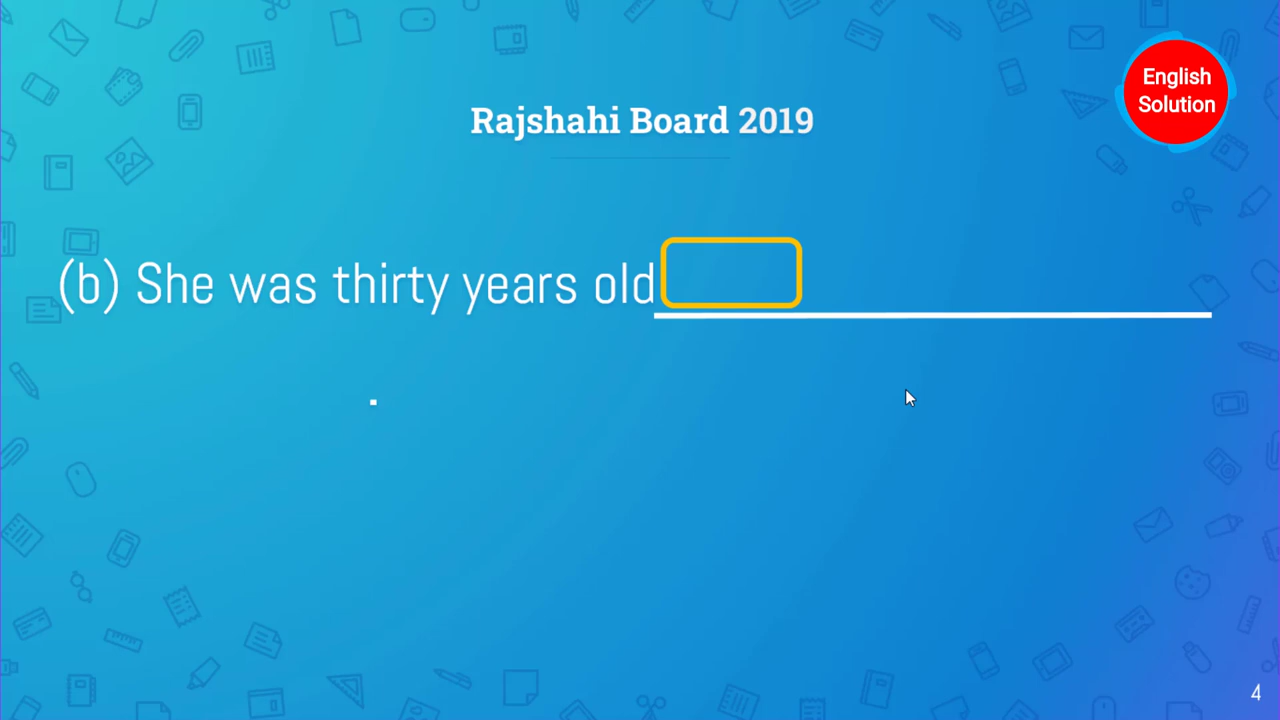 English
Solution
Rajshahi Board 2019
(b) She was thirty years old
.
4